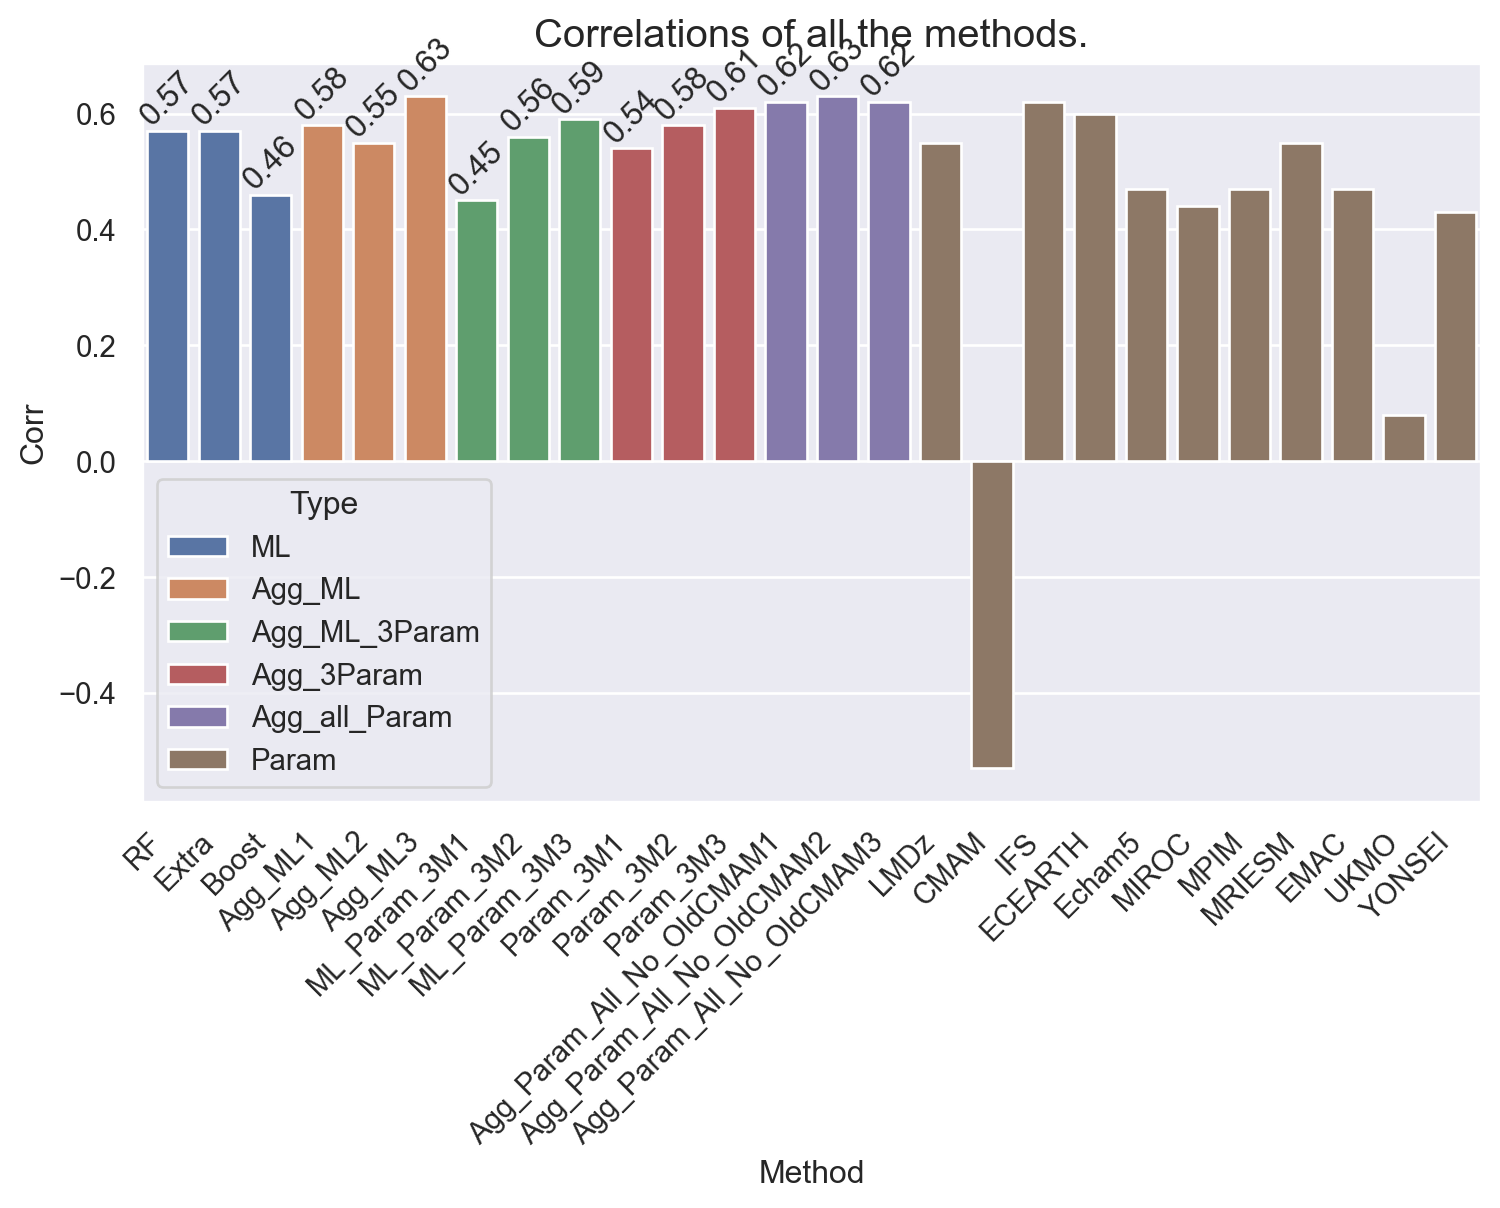 Correlations of all the methods.
0.57
0.57
0.46
0.58
0.55
0.63
0.45
0.56
0.59
0.54
0.58
0.61
0.62
0.63
0.62
Corr
0.6
0.4
0.2
0.0
−0.2
−0.4
Type
ML
Agg_ML
Agg_ML_3Param
Agg_3Param
Agg_all_Param
Param
RF
Extra
Boost
Agg_ML1
Agg_ML2
Agg_ML3
ML_Param_3M1
ML_Param_3M2
ML_Param_3M3
Param_3M1
Param_3M2
Param_3M3
Agg_Param_All_No_OldCMAM1
Agg_Param_All_No_OldCMAM2
Agg_Param_All_No_OldCMAM3
LMDz
CMAM
IFS
ECEARTH
Echam5
MIROC
MPIM
MRIESM
EMAC
UKMO
YONSEI
Method